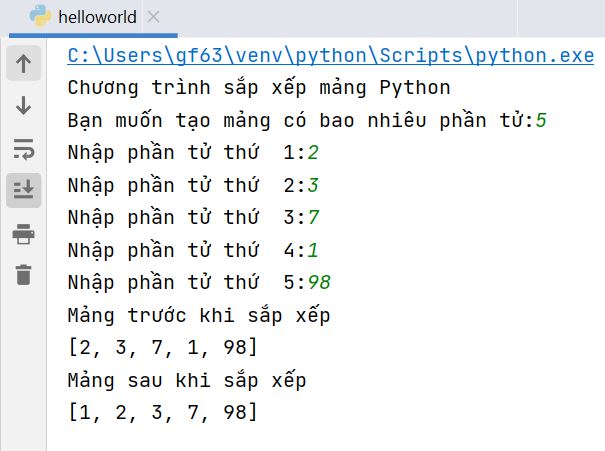 helloworld
C:\Users\gf63\venv\python\Scripts\python.exe
Chương trình sắp xếp mảng Python
Bạn muốn tạo mảng có bao nhiêu phần tử:5
Nhập phần tử thứ  1:2
Nhập phần tử thứ  2:3
Nhập phần tử thứ  3:7
Nhập phần tử thứ  4:1
Nhập phần tử thứ  5:98
Mảng trước khi sắp xếp
[2, 3, 7, 1, 98]
Mảng sau khi sắp xếp
[1, 2, 3, 7, 98]